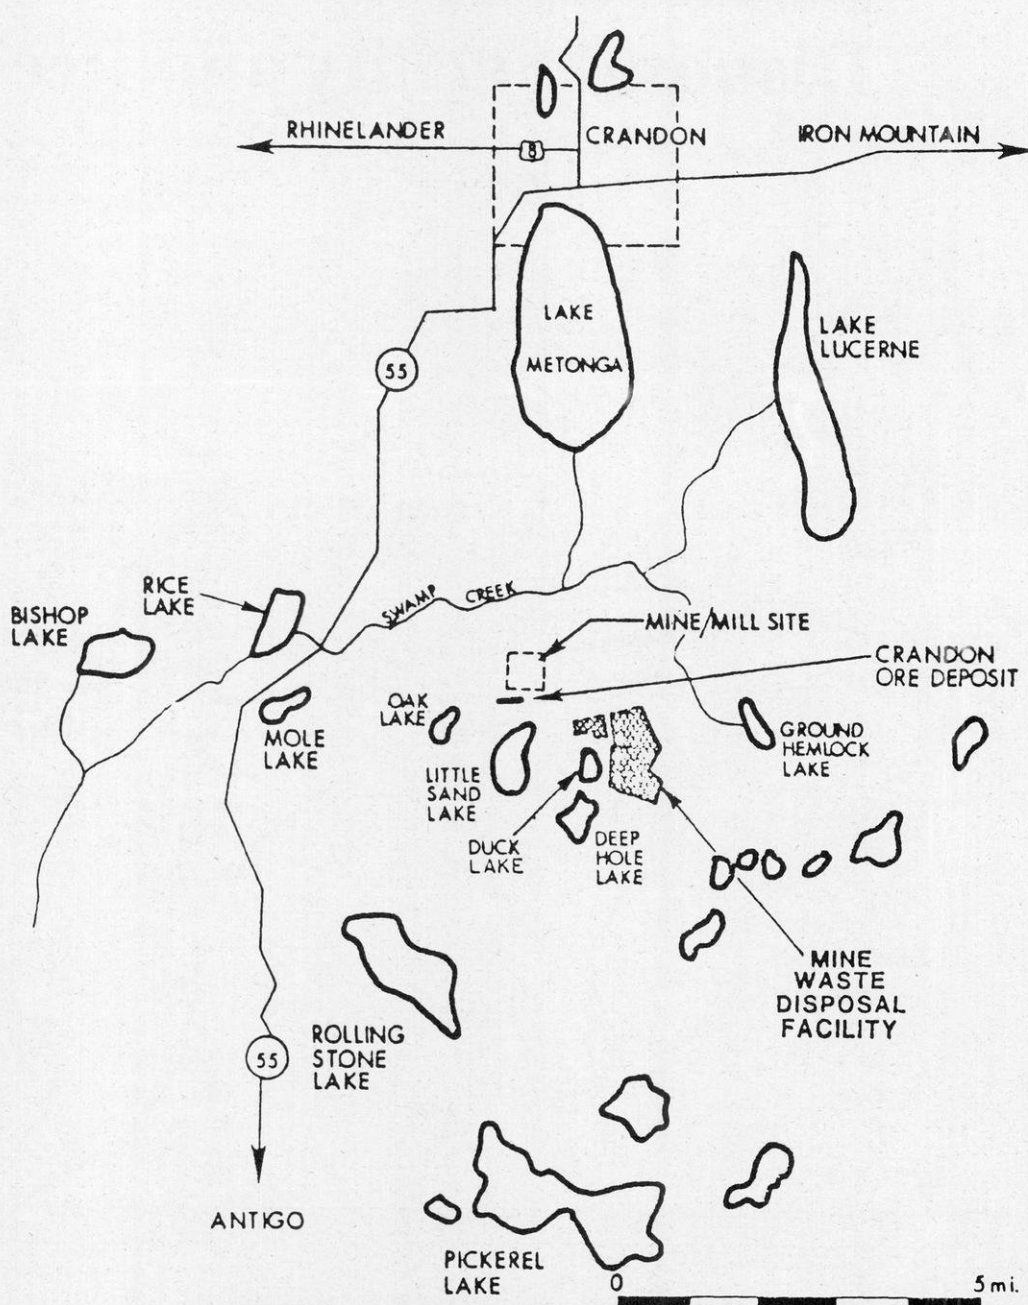 RHINELANDER
8
CRANDON
IRON MOUNTAIN
LAKE
METONGA
LAKE
LUCERNE
55
RICE
LAKE
BISHOP
LAKE
SWAMP CREEK
MINE/MILL SITE
CRANDON
ORE DEPOSIT
OAK
LAKE
MOLE
LAKE
LITTLE
SAND
LAKE
GROUND
HEMLOCK
LAKE
DUCK
LAKE
DEEP
HOLE
LAKE
MINE
WASTE
DISPOSAL
FACILITY
ROLLING
STONE
LAKE
55
ANTIGO
PICKEREL
LAKE
0
5 mi.